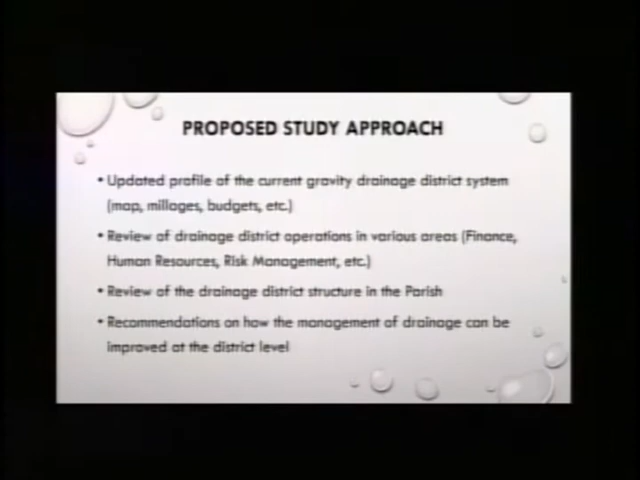 PROPOSED STUDY APPROACH
• Updated profile of the current gravity drainage district system
(map, millages, budgets, etc.)
• Review of drainage district operations in various areas (Finance,
Human Resources, Risk Management, etc.)
• Review of the drainage district structure in the Parish
• Recommendations on how the management of drainage can be
improved at the district level